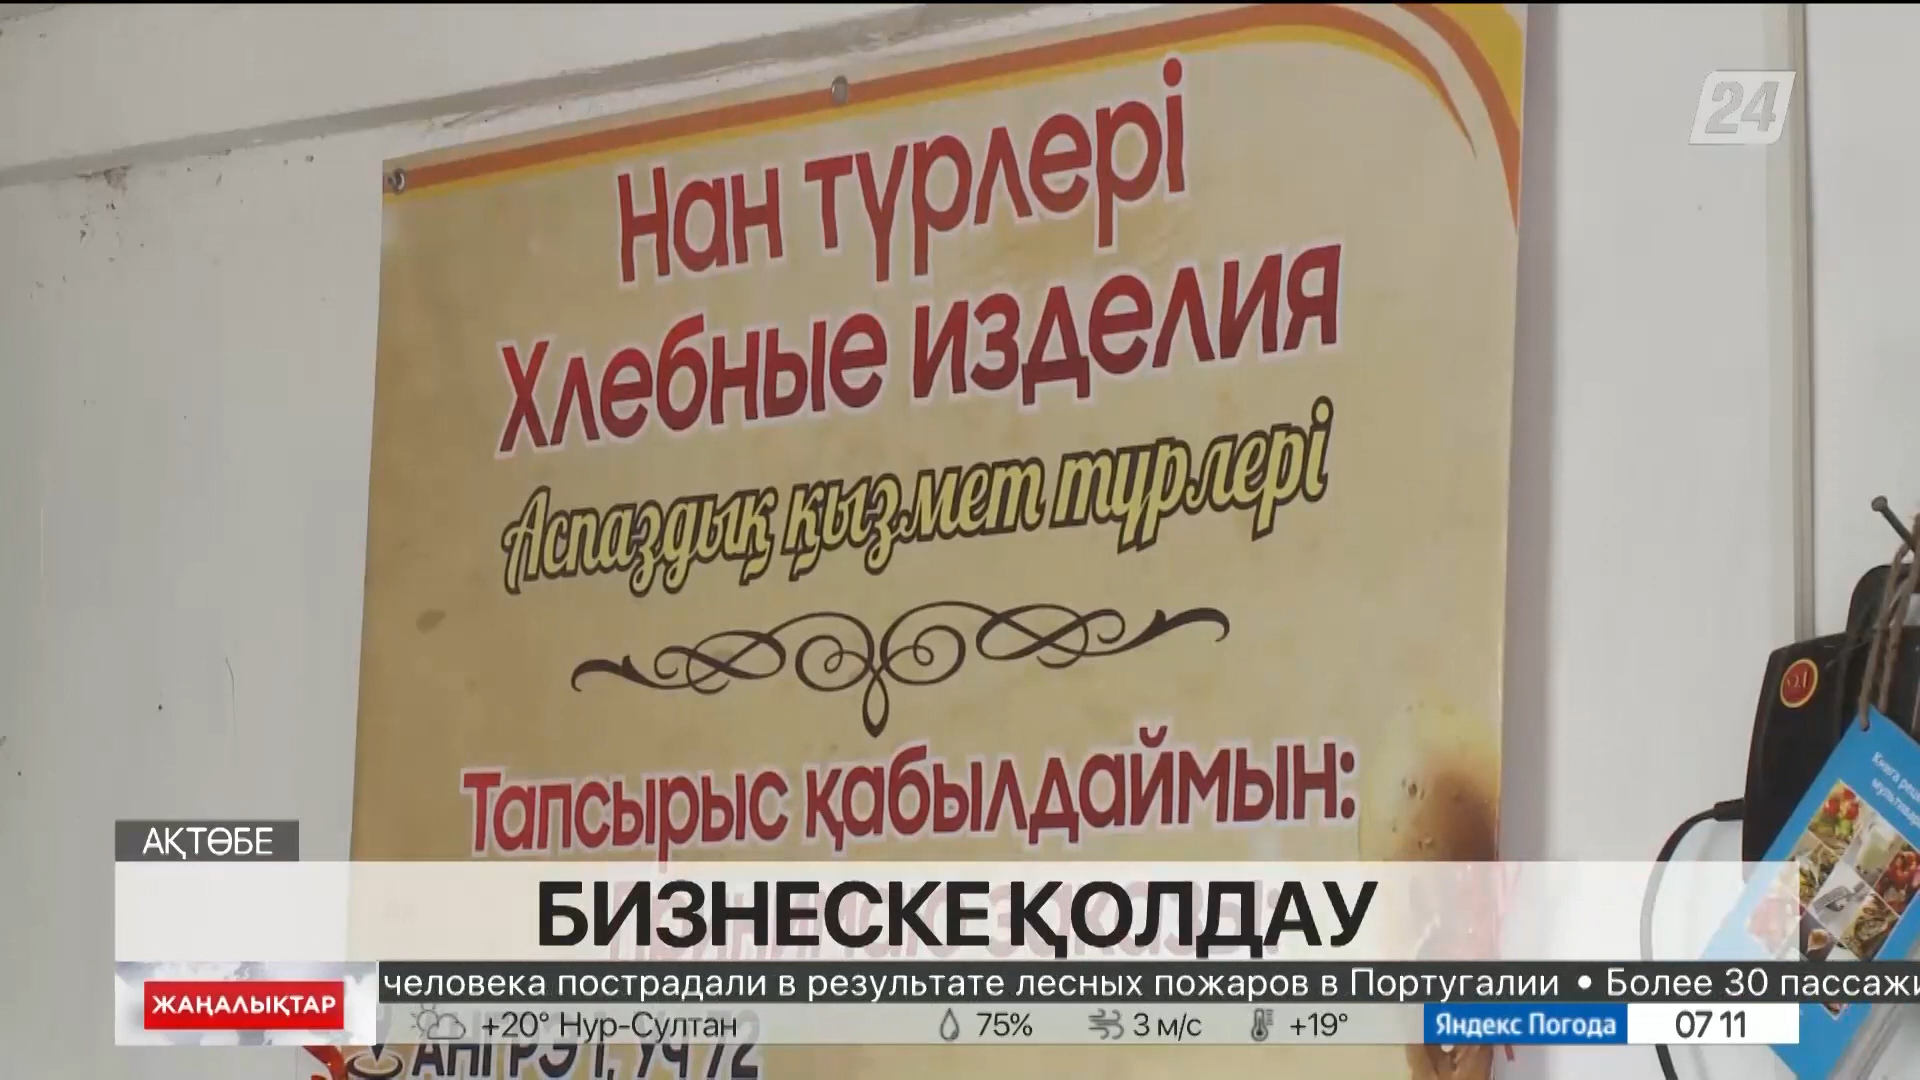 24
Нан түрлері
Хлебные изделия
Аспаздық қызмет түрлері
Тапсырыс қабылдаймын:
АҚТӨБЕ
БИЗНЕСКЕ ҚОЛДАУ
ЖАҢАЛЫҚТАР
человека пострадали в результате лесных пожаров в Португалии • Более 30 пассажи
+20° Нур-Султан 75% 3 м/с +19° Яндекс Погода 07 11
72